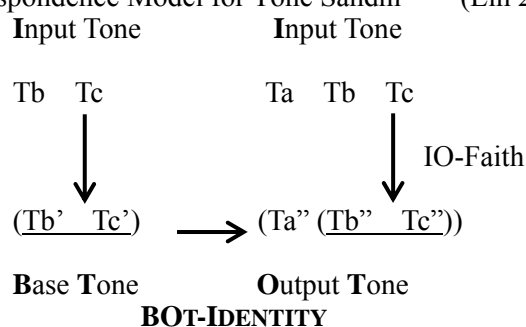 spondence Model for Tone Sandhi (Lin 2
Input Tone Input Tone
Tb Tc Ta Tb Tc
IO-Faith
(Tb’ Tc’) (Ta” (Tb” Tc”))
Base Tone Output Tone
BOT-IDENTITY